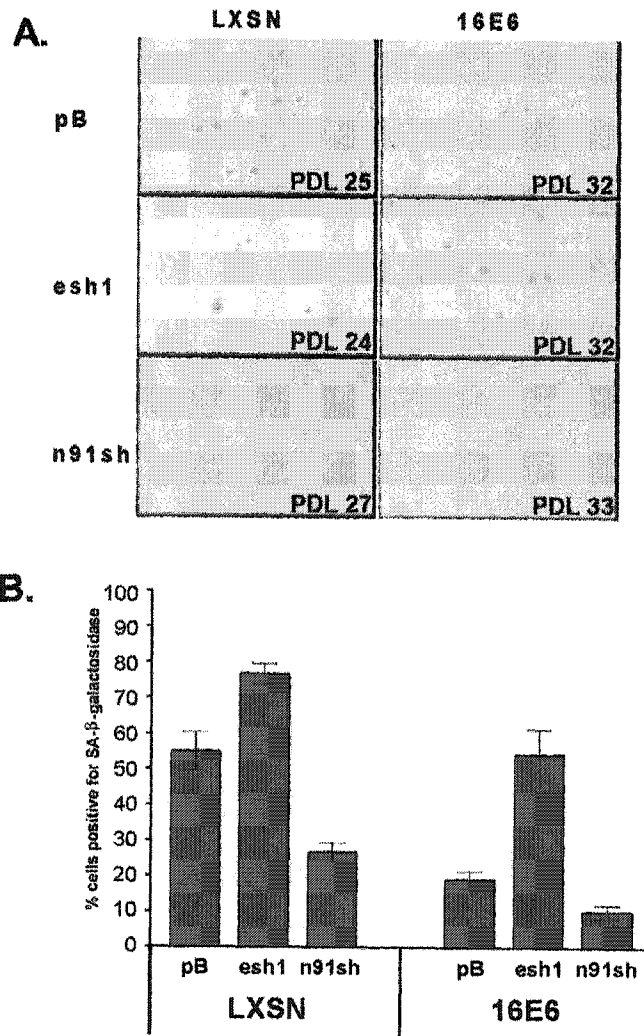 A.
LXSN 16E6
pB
PDL 25 PDL 32
esh1
PDL 24 PDL 32
n91sh
PDL 27 PDL 33
B.
% cells positive for SA-β-galactosidase
100
90
80
70
60
50
40
30
20
10
0
pB esh1 n91sh pB esh1 n91sh
LXSN 16E6